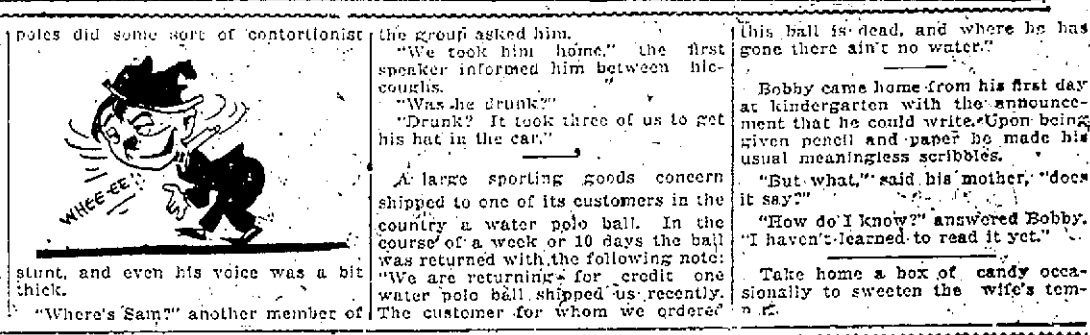 poles did some sort of contortionist
WHEE-EE
stunt, and even his voice was a bit
thick.
"Where's Sam?" another member of
the group asked him.
"We took him home," the first
speaker informed him between hic-
coughs.
"Was he drunk?"
"Drunk? It took three of us to get
his hat in the car."
A large sporting goods concern
shipped to one of its customers in the
country a water polo ball. In the
course of a week or 10 days the ball
was returned with the following note:
"We are returning for credit one
water polo ball shipped us recently.
The customer for whom we ordered
this ball is dead, and where he has
gone there ain't no water."
Bobby came home from his first day
at kindergarten with the announce-
ment that he could write. Upon being
given pencil and paper he made his
usual meaningless scribbles.
"But what," said his mother, "does
it say?"
"How do I know?" answered Bobby.
"I haven't learned to read it yet."
Take home a box of candy occa-
sionally to sweeten the wife's tem-